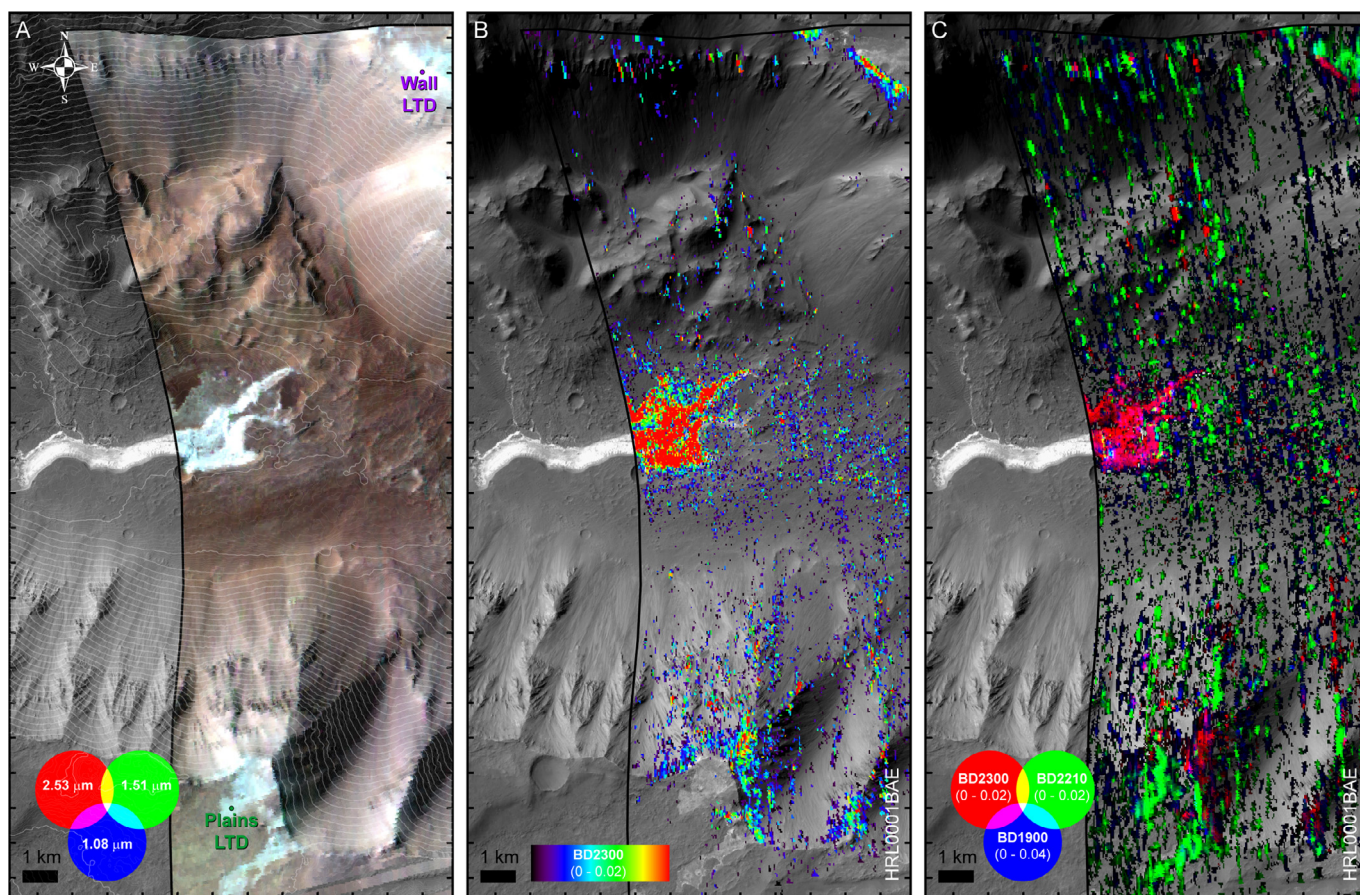 A
N
W
E
S
Wall
LTD
2.53 µm
1.51 µm
1.08 µm
Plains
LTD
1 km
B
BD2300
(0 - 0.02)
1 km
HRL0001BAE
C
BD2300
(0 - 0.02)
BD2210
(0 - 0.02)
BD1900
(0 - 0.04)
1 km
HRL0001BAE